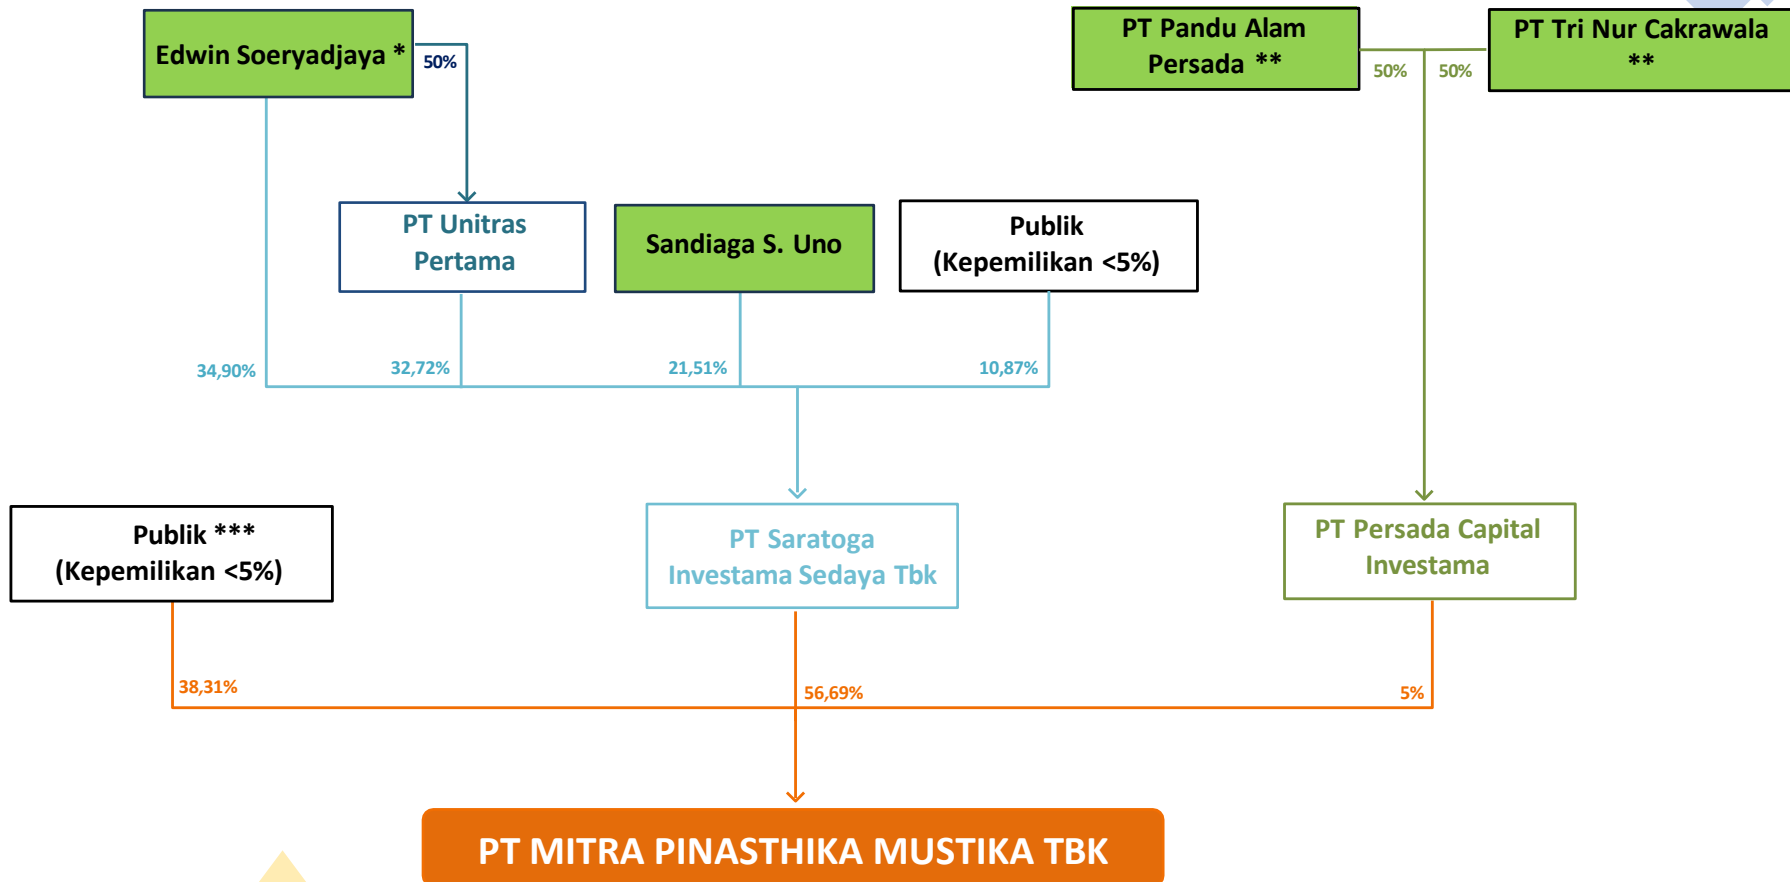 Edwin Soeryadjaya *
50%
PT Pandu Alam
Persada **
50%
50%
PT Tri Nur Cakrawala
**
PT Unitras
Pertama
Sandiaga S. Uno
Publik
(Kepemilikan <5%)
34,90%
32,72%
21,51%
10,87%
Publik ***
(Kepemilikan <5%)
PT Saratoga
Investama Sedaya Tbk
PT Persada Capital
Investama
38,31%
56,69%
5%
PT MITRA PINASTHIKA MUSTIKA TBK